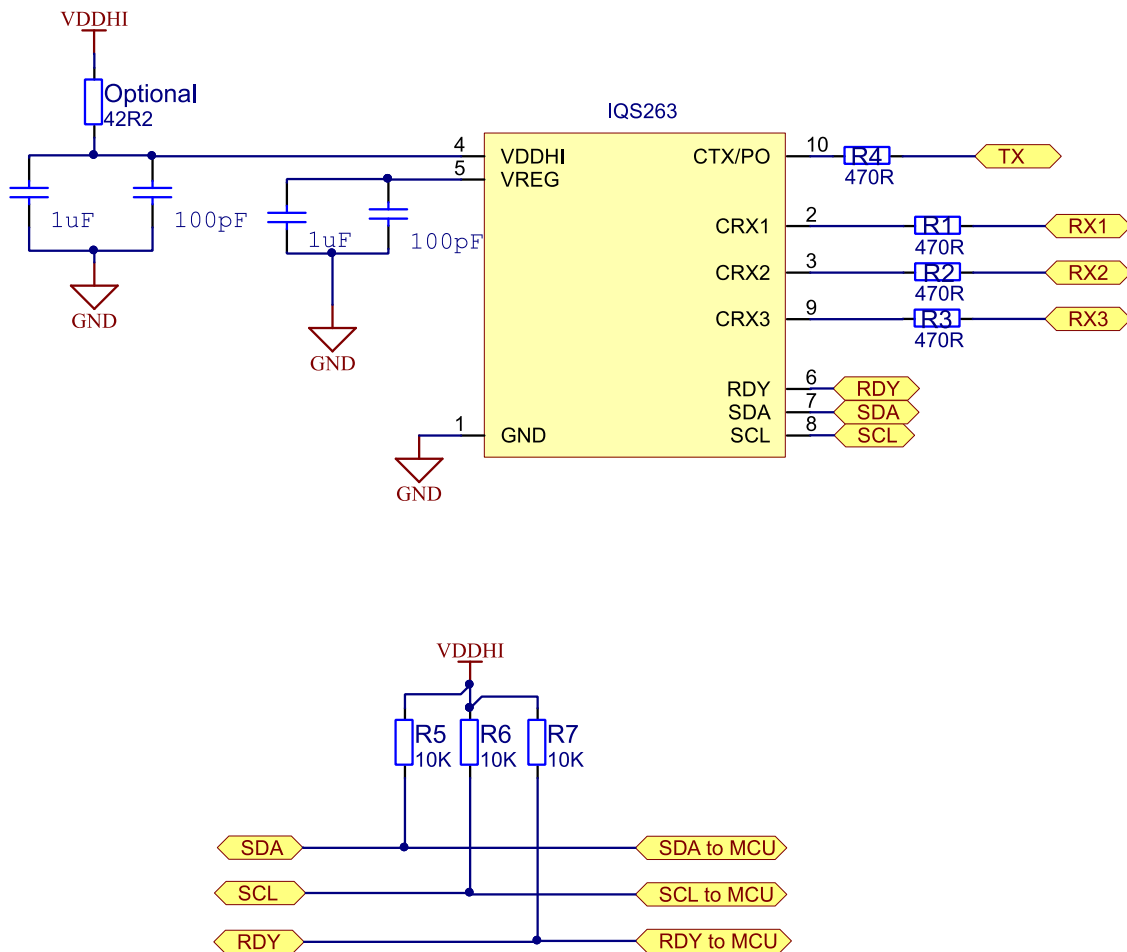 VDDHI
Optional
42R2
1uF
100pF
GND
1uF
100pF
GND
IQS263
4 VDDHI
5 VREG
1 GND
GND
CTX/PO 10 R4 TX
470R
CRX1 2 R1 RX1
470R
CRX2 3 R2 RX2
470R
CRX3 9 R3 RX3
470R
RDY 6 RDY
SDA 7 SDA
SCL 8 SCL
VDDHI
R5 R6 R7
10K 10K 10K
SDA SDA to MCU
SCL SCL to MCU
RDY RDY to MCU